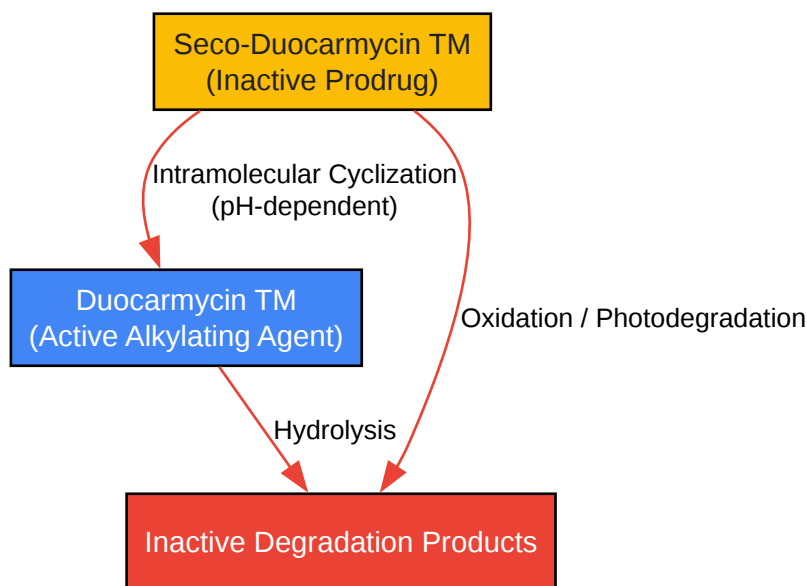 Seco-Duocarmycin TM
(Inactive Prodrug)
Intramolecular Cyclization
(pH-dependent)
Duocarmycin TM
(Active Alkylating Agent)
Oxidation / Photodegradation
Hydrolysis
Inactive Degradation Products